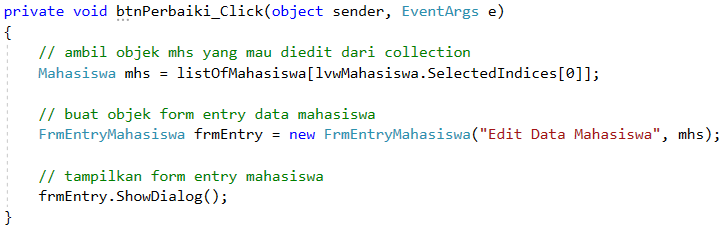 private void btnPerbaiki_Click(object sender, EventArgs e)
{
    // ambil objek mhs yang mau diedit dari collection
    Mahasiswa mhs = listOfMahasiswa[lvwMahasiswa.SelectedIndices[0]];
    // buat objek form entry data mahasiswa
    FrmEntryMahasiswa frmEntry = new FrmEntryMahasiswa("Edit Data Mahasiswa", mhs);
    // tampilkan form entry mahasiswa
    frmEntry.ShowDialog();
}